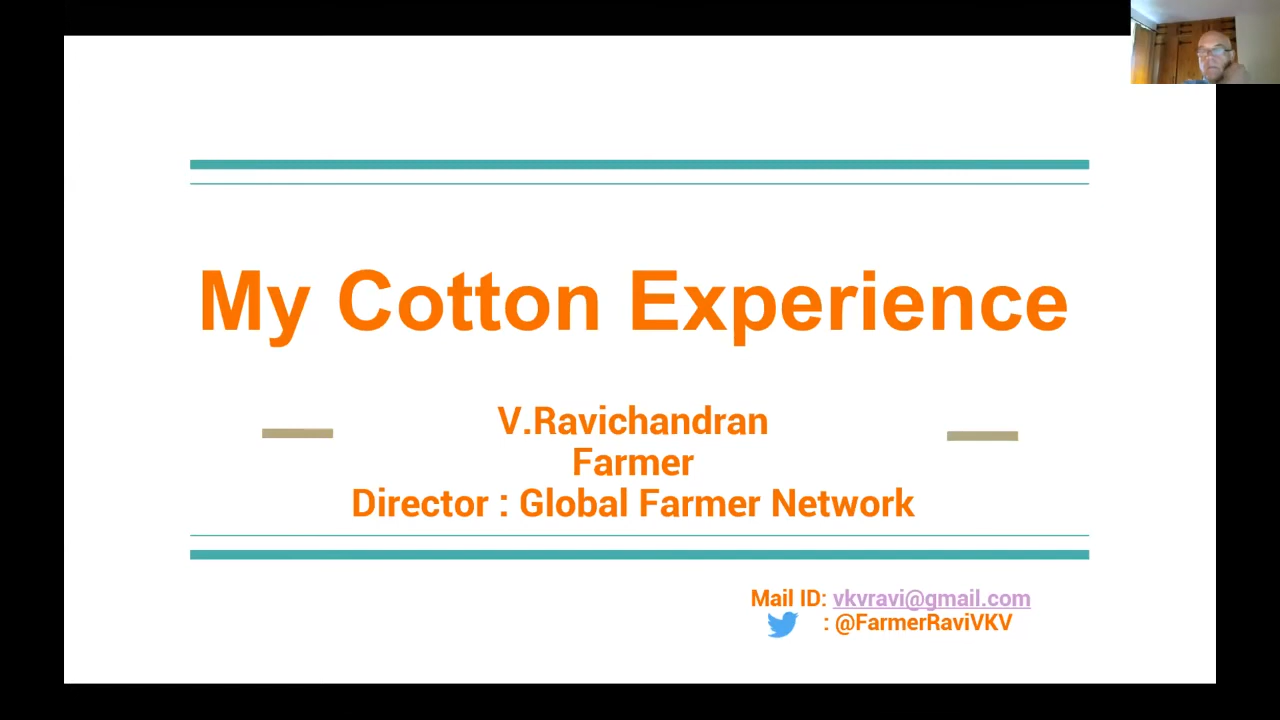 My Cotton Experience
V.Ravichandran
Farmer
Director : Global Farmer Network
Mail ID: vkvravi@gmail.com
: @FarmerRaviVKV